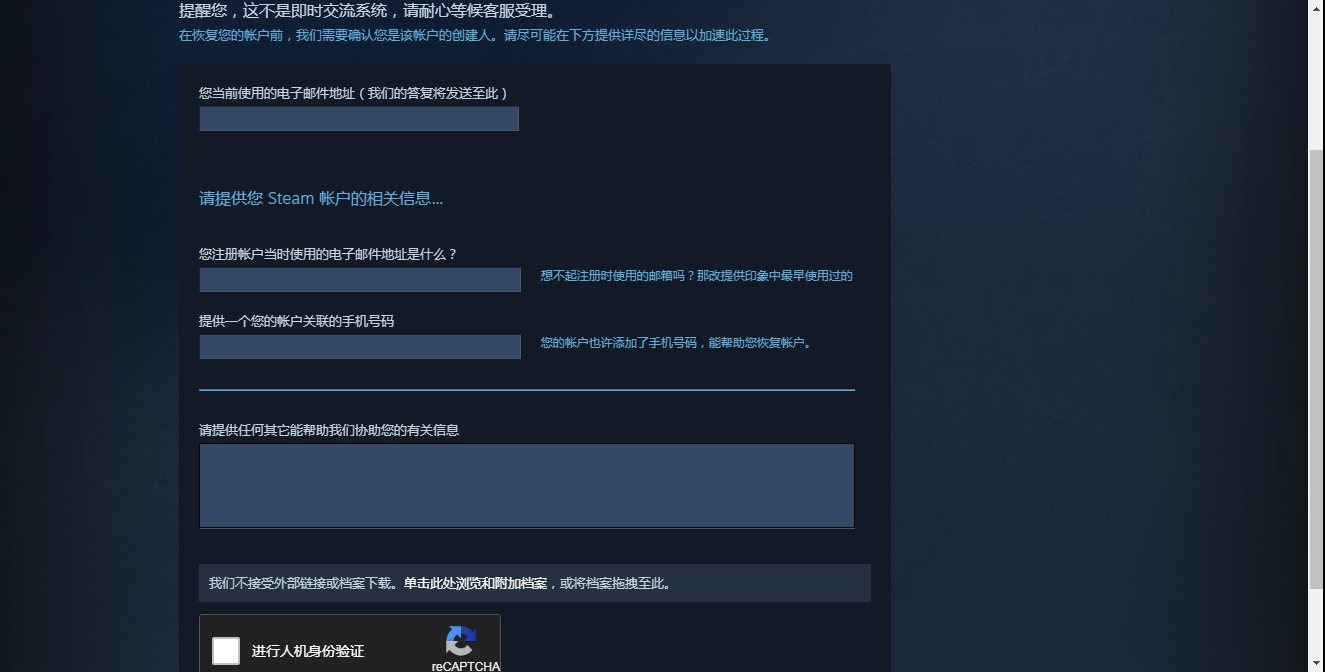 提醒您，这不是即时交流系统，请耐心等候客服受理。
在恢复您的帐户前，我们需要确认您是该帐户的创建人。请尽可能在下方提供详尽的信息以加速此过程。
您当前使用的电子邮件地址（我们的答复将发送至此）
请提供您 Steam 帐户的相关信息...
您注册帐户当时使用的电子邮件地址是什么？
想不起注册时使用的邮箱吗？那改提供印象中最早使用过的
提供一个您的帐户关联的手机号码
您的帐户也许添加了手机号码，能帮助您恢复帐户。
请提供任何其它能帮助我们协助您的有关信息
我们不接受外部链接或档案下载。单击此处浏览和附加档案，或将档案拖拽至此。
进行人机身份验证
reCAPTCHA